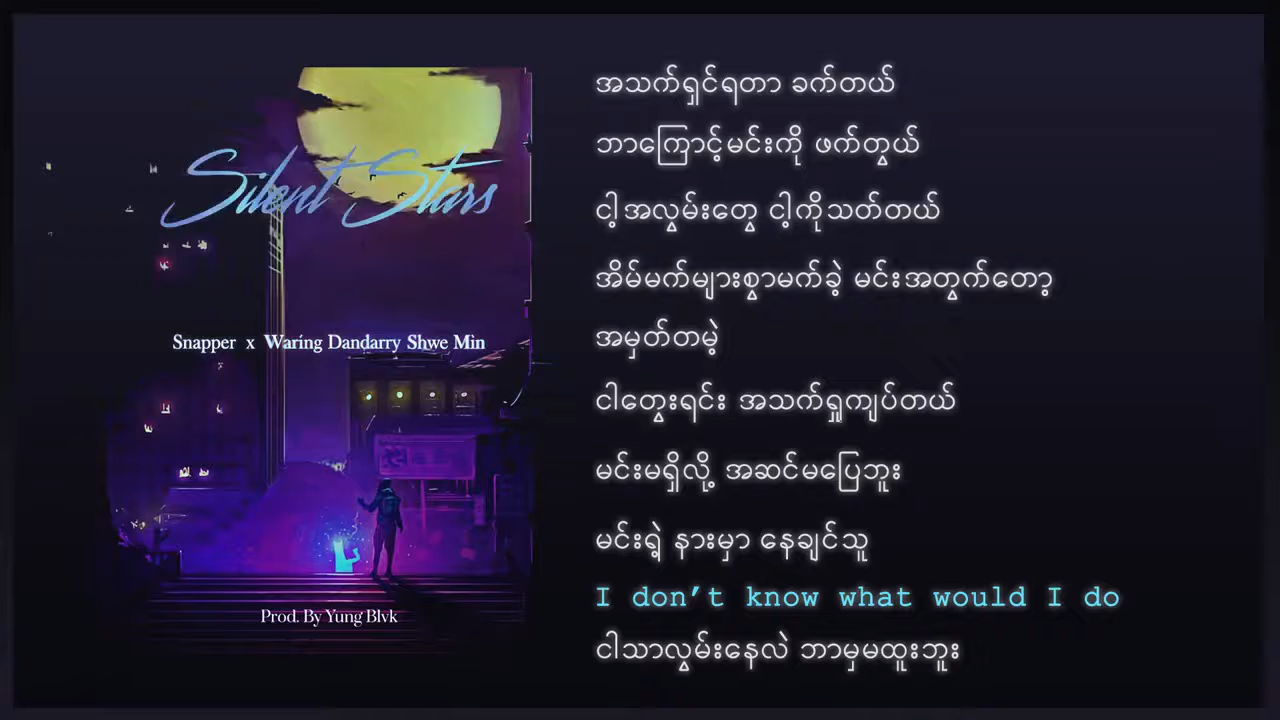 Silent Stars
Snapper x Waring Dandarry Shwe Min
Prod. By Yung Blvk
အသက်ရှင်ရတာ ခက်တယ်
ဘာကြောင့်မင်းကို ဖက်တွယ်
ငါ့အလွမ်းတွေ ငါ့ကိုသတ်တယ်
အိမ်မက်များစွာမက်ခဲ့ မင်းအတွက်တော့
အမှတ်တမဲ့
ငါတွေးရင်း အသက်ရှုကျပ်တယ်
မင်းမရှိလို့ အဆင်မပြေဘူး
မင်းရဲ့ နားမှာ နေချင်သူ
I don't know what would I do
ငါသာလွမ်းနေလဲ ဘာမှမထူးဘူး